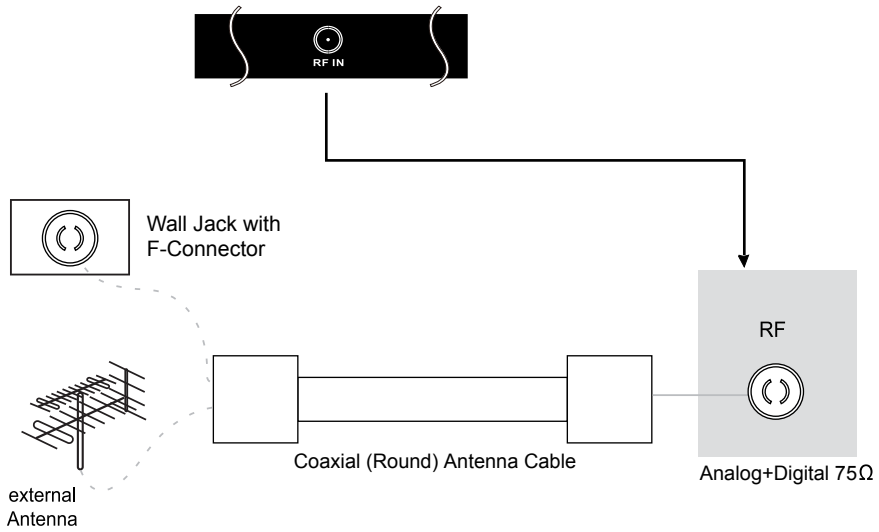 RF IN
Wall Jack with
F-Connector
RF
Coaxial (Round) Antenna Cable
Analog+Digital 75Ω
external
Antenna